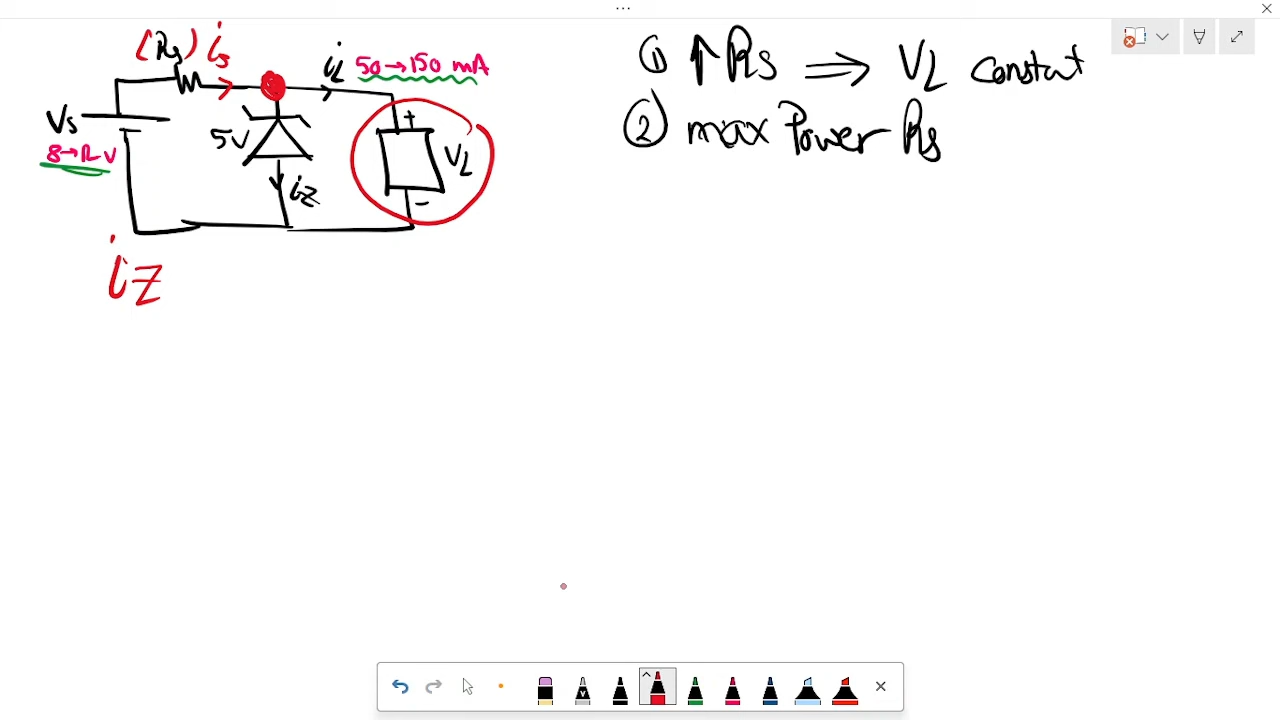 (Rs) is
iL 50→150 mA
Vs
8→12 V
5V
iz
+
VL
-
iz
① ↑ Rs ⇒ VL constat
② max Power Rs